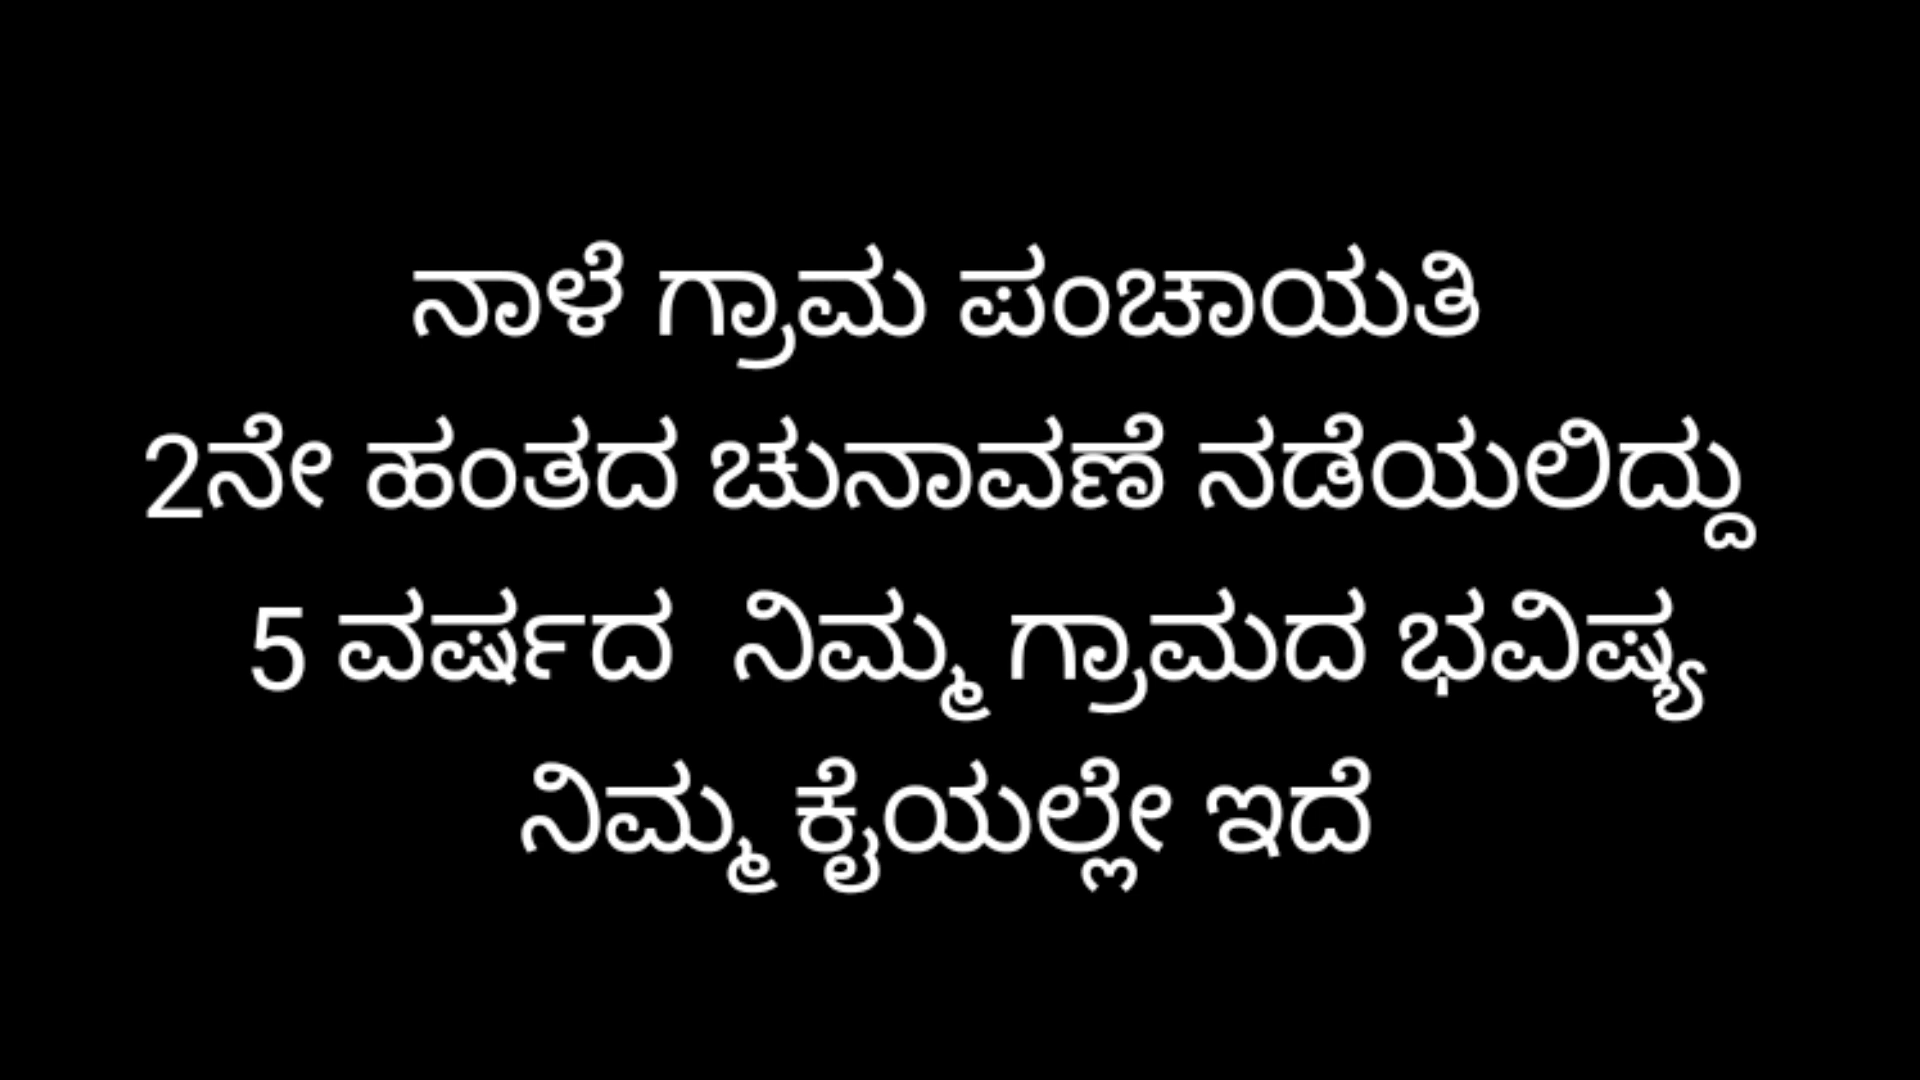 ನಾಳೆ ಗ್ರಾಮ ಪಂಚಾಯತಿ
2ನೇ ಹಂತದ ಚುನಾವಣೆ ನಡೆಯಲಿದ್ದು
5 ವರ್ಷದ  ನಿಮ್ಮ ಗ್ರಾಮದ ಭವಿಷ್ಯ
ನಿಮ್ಮ ಕೈಯಲ್ಲೇ ಇದೆ